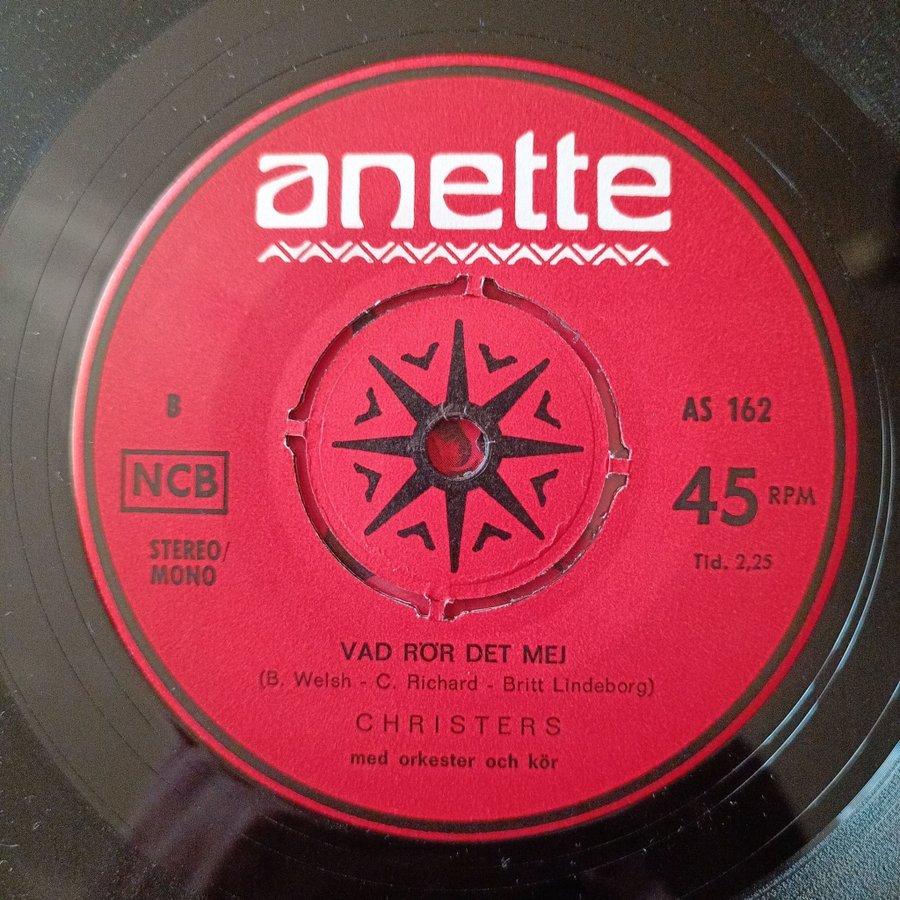 anette
B
AS 162
NCB
45 RPM
STEREO/
MONO
Tid. 2,25
VAD RÖR DET MEJ
(B. Welsh - C. Richard - Britt Lindeborg)
CHRISTERS
med orkester och kör